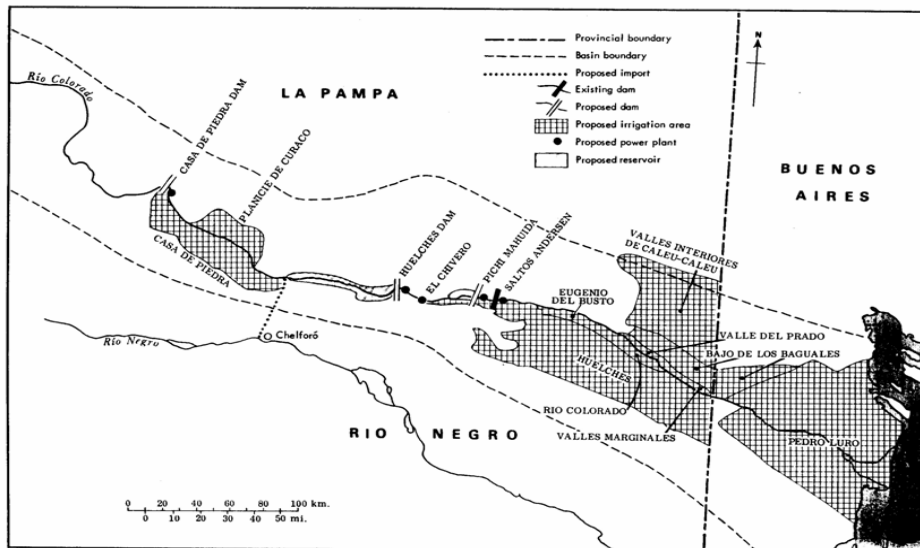 Provincial boundary
Basin boundary
Proposed import
Existing dam
Proposed dam
Proposed irrigation area
Proposed power plant
Proposed reservoir
N
Río Colorado
LA PAMPA
CASA DE PIEDRA DAM
PLANICIE DE CURACO
CASA DE PIEDRA
HUELCHES DAM
EL CHIVERO
PICHI MAHUIDA
SALTOS ANDERSEN
BUENOS
AIRES
VALLES INTERIORES
DE CALEU-CALEU
EUGENIO
DEL BUSTO
VALLE DEL PRADO
BAJO DE LOS BAGUALES
HUELCHES
RIO COLORADO
VALLES MARGINALES
PEDRO LURO
Río Negro
Chelforó
RIO NEGRO
0 20 40 60 80 100 km.
0 10 20 30 40 50 mi.